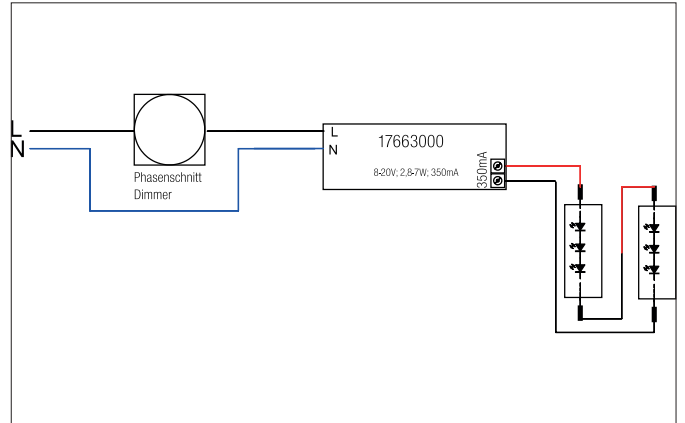 L
N
Phasenschnitt
Dimmer
L
N
17663000
8-20V; 2,8-7W; 350mA
350mA